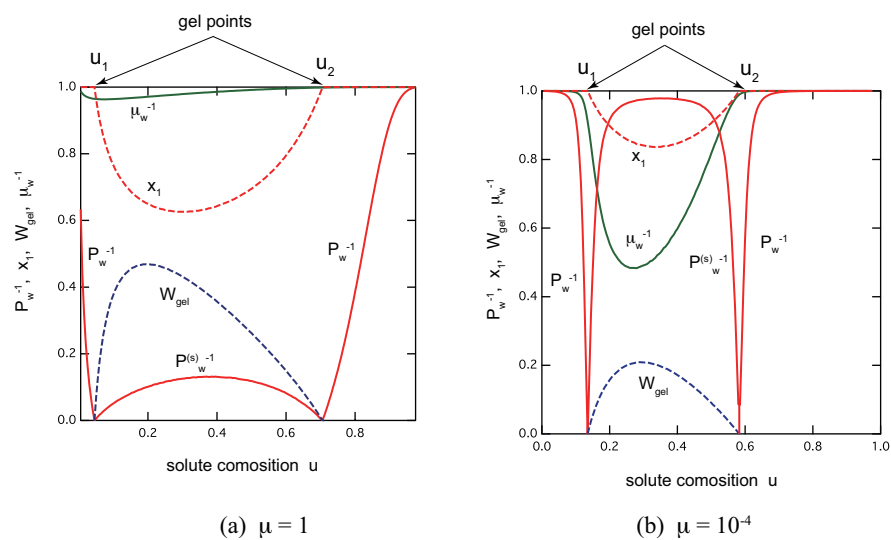 gel points
u1
u2
1.0
0.8
0.6
0.4
0.2
0.0
0.2
0.4
0.6
0.8
μw-1
x1
Pw-1
Pw-1
Wgel
P(s)w-1
Pw-1, x1, Wgel, μw-1
solute comosition u
(a) μ = 1
gel points
u1
u2
1.0
0.8
0.6
0.4
0.2
0.0
0.0
0.2
0.4
0.6
0.8
1.0
x1
μw-1
Pw-1
P(s)w-1
Pw-1
Wgel
Pw-1, x1, Wgel, μw-1
solute comosition u
(b) μ = 10-4